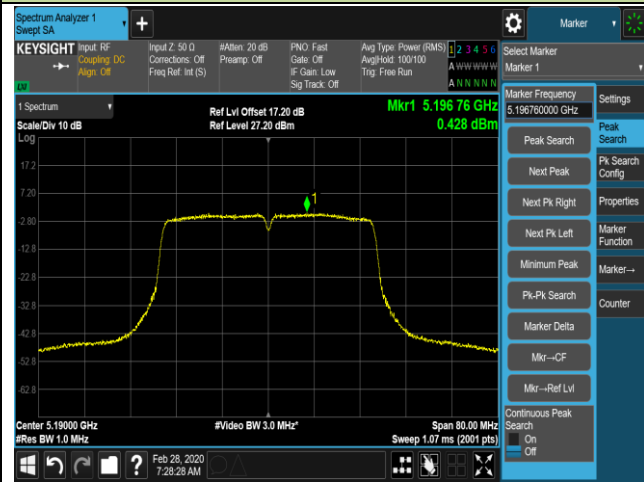 Spectrum Analyzer 1
Swept SA
+
Marker
KEYSIGHT
Input: RF
Coupling: DC
Align: Off
Input Z: 50 Ω
Corrections: Off
Freq Ref: Int (S)
#Atten: 20 dB
Preamp: Off
PNO: Fast
Gate: Off
IF Gain: Low
Sig Track: Off
Avg Type: Power (RMS)
Avg|Hold: 100/100
Trig: Free Run
1 2 3 4 5 6
A W W W W W
A N N N N N
LXI
Select Marker
Marker 1
1 Spectrum
Scale/Div 10 dB
Log
Ref Lvl Offset 17.20 dB
Ref Level 27.20 dBm
Mkr1 5.196 76 GHz
0.428 dBm
17.2
7.20
-2.80
-12.8
-22.8
-32.8
-42.8
-52.8
-62.8
1
Center 5.19000 GHz
#Res BW 1.0 MHz
#Video BW 3.0 MHz*
Span 80.00 MHz
Sweep 1.07 ms (2001 pts)
Marker Frequency
5.196760000 GHz
Peak Search
Next Peak
Next Pk Right
Next Pk Left
Minimum Peak
Pk-Pk Search
Marker Delta
Mkr→CF
Mkr→Ref Lvl
Continuous Peak
Search
On
Off
Settings
Peak
Search
Pk Search
Config
Properties
Marker
Function
Marker→
Counter
?
Feb 28, 2020
7:28:28 AM